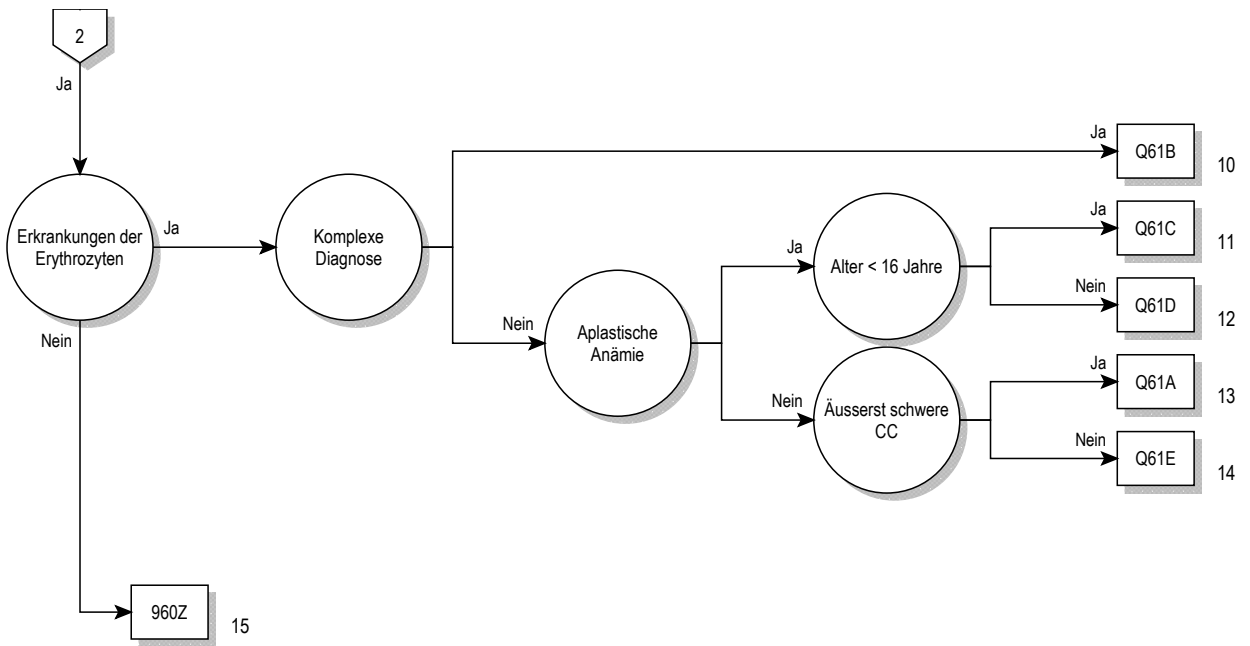 2
Ja
Erkrankungen der
Erythrozyten
Ja
Komplexe
Diagnose
Ja
Q61B
10
Nein
Aplastische
Anämie
Ja
Alter < 16 Jahre
Ja
Q61C
11
Nein
Q61D
12
Nein
Äusserst schwere
CC
Ja
Q61A
13
Nein
Q61E
14
Nein
960Z
15